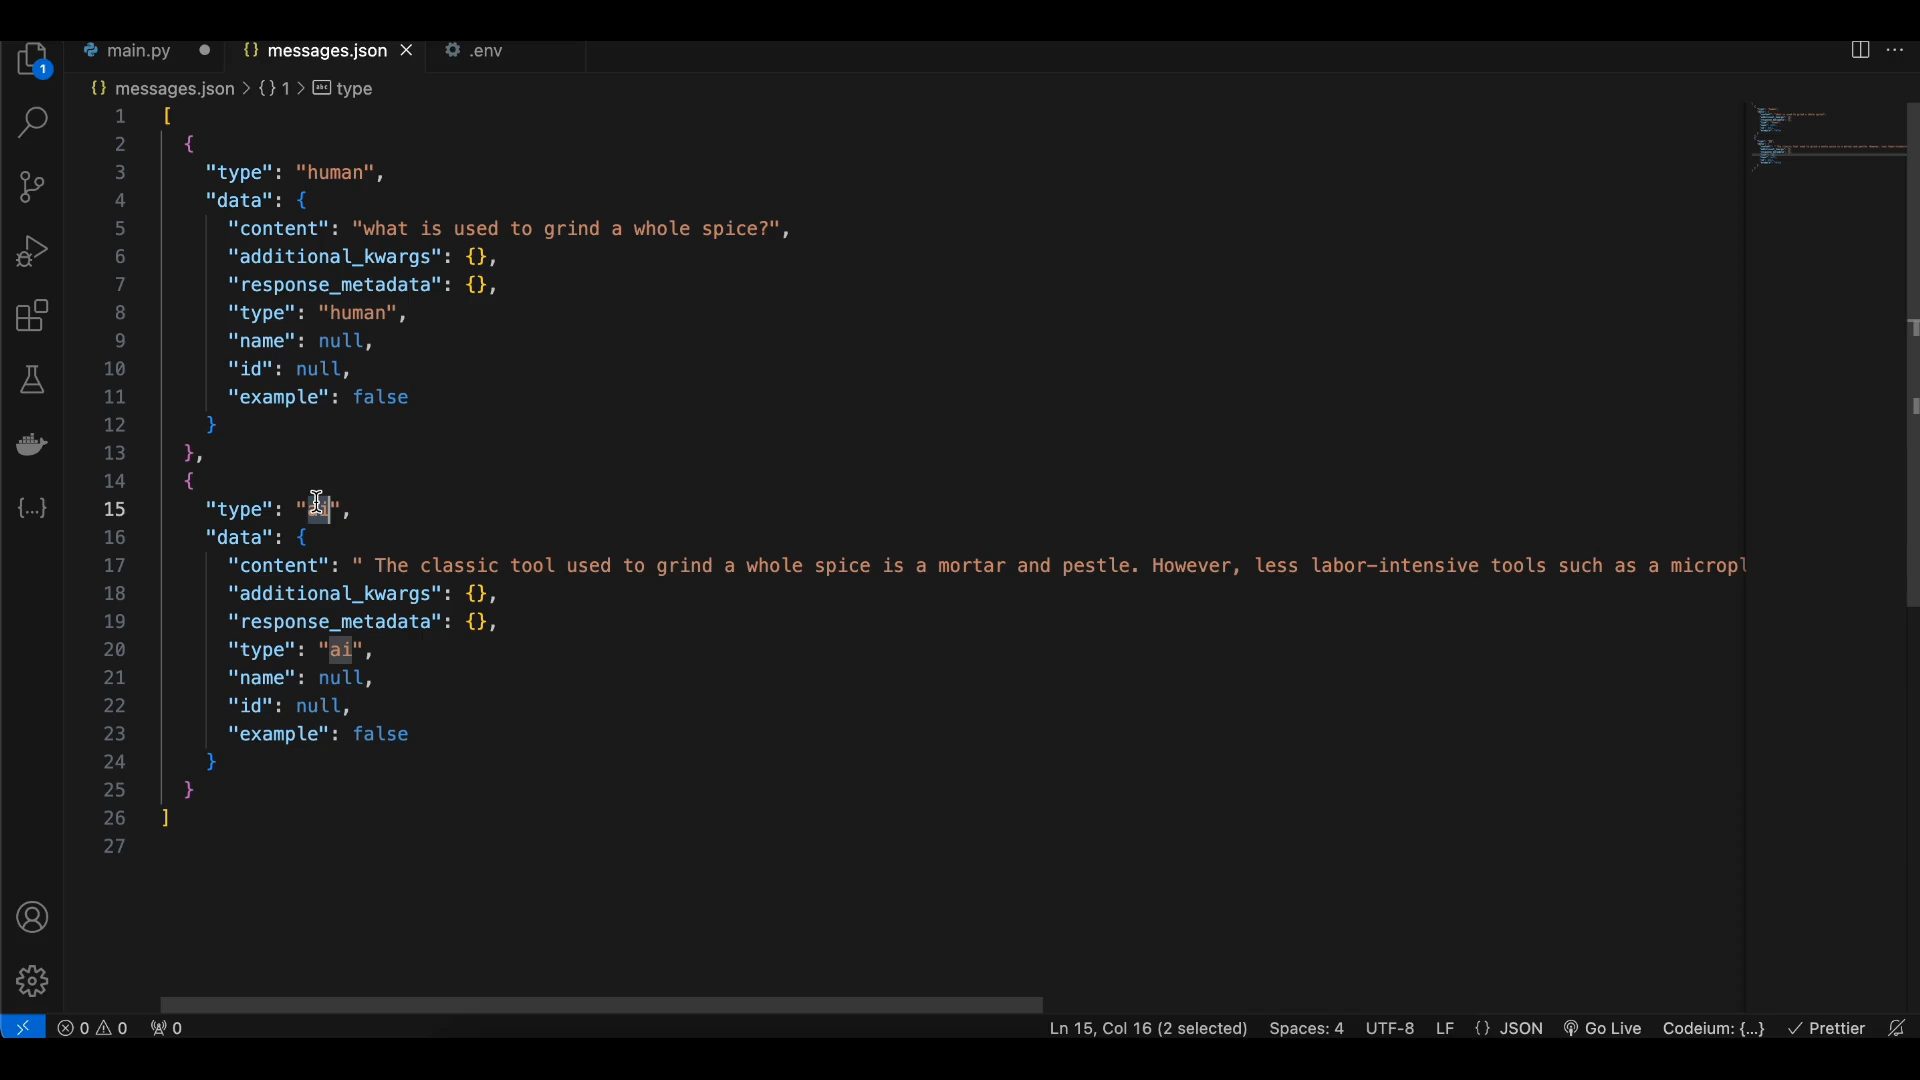 main.py
messages.json
.env
1
messages.json > {} 1 > abc type
1 [
2 {
3 "type": "human",
4 "data": {
5 "content": "what is used to grind a whole spice?",
6 "additional_kwargs": {},
7 "response_metadata": {},
8 "type": "human",
9 "name": null,
10 "id": null,
11 "example": false
12 }
13 },
14 {
15 "type": "ai",
16 "data": {
17 "content": " The classic tool used to grind a whole spice is a mortar and pestle. However, less labor-intensive tools such as a micropl
18 "additional_kwargs": {},
19 "response_metadata": {},
20 "type": "ai",
21 "name": null,
22 "id": null,
23 "example": false
24 }
25 }
26 ]
27
0 0 0 Ln 15, Col 16 (2 selected) Spaces: 4 UTF-8 LF {} JSON Go Live Codeium: {...} Prettier